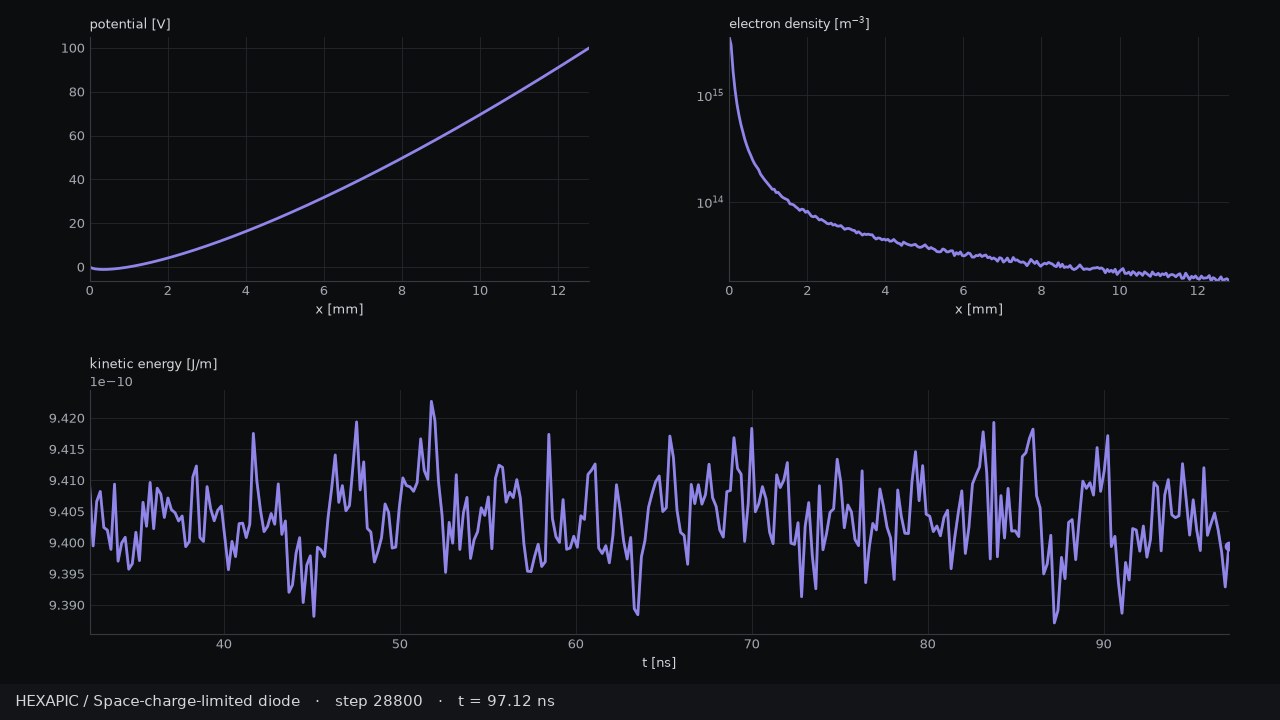 potential [V]
100
80
60
40
20
0
0 2 4 6 8 10 12
x [mm]
electron density [m⁻³]
10¹⁵
10¹⁴
0 2 4 6 8 10 12
x [mm]
kinetic energy [J/m]
1e−10
9.420
9.415
9.410
9.405
9.400
9.395
9.390
40 50 60 70 80 90
t [ns]
HEXAPIC / Space-charge-limited diode · step 28800 · t = 97.12 ns